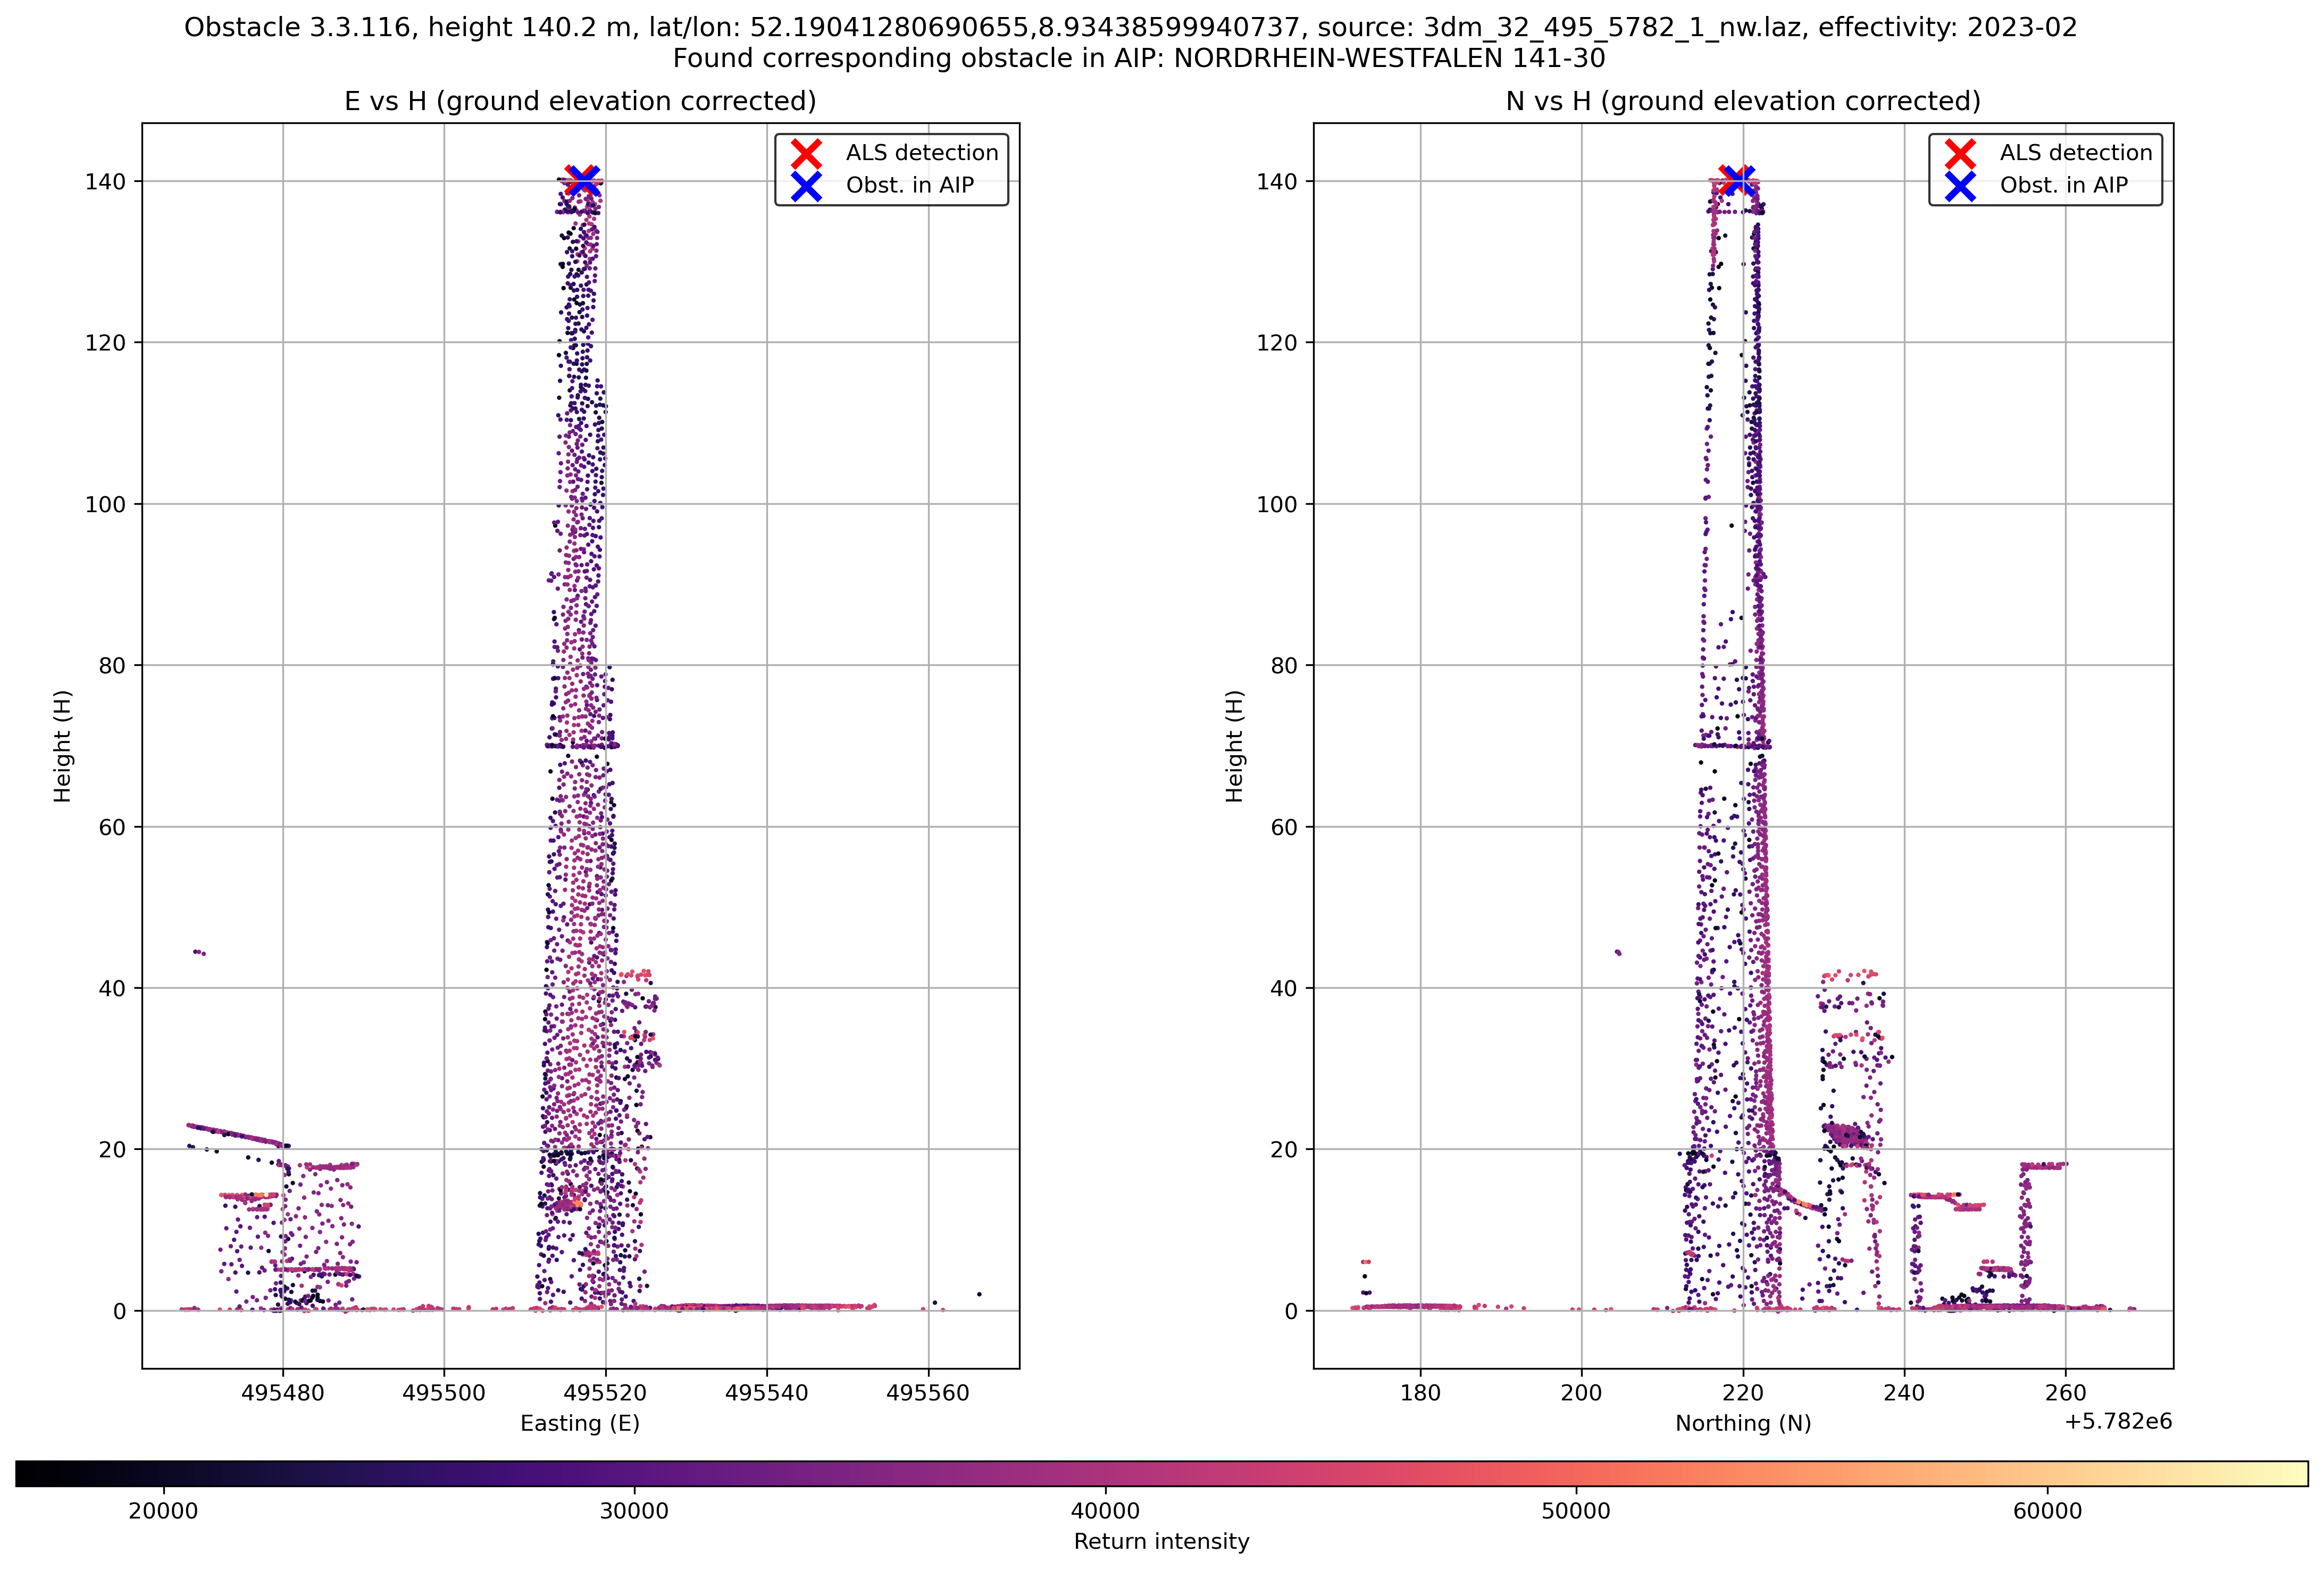 Obstacle 3.3.116, height 140.2 m, lat/lon: 52.19041280690655,8.93438599940737, source: 3dm_32_495_5782_1_nw.laz, effectivity: 2023-02
Found corresponding obstacle in AIP: NORDRHEIN-WESTFALEN 141-30
E vs H (ground elevation corrected)
ALS detection
Obst. in AIP
140
120
100
80
60
40
20
0
Height (H)
495480 495500 495520 495540 495560
Easting (E)
N vs H (ground elevation corrected)
ALS detection
Obst. in AIP
140
120
100
80
60
40
20
0
Height (H)
180 200 220 240 260
Northing (N)
+5.782e6
20000 30000 40000 50000 60000
Return intensity